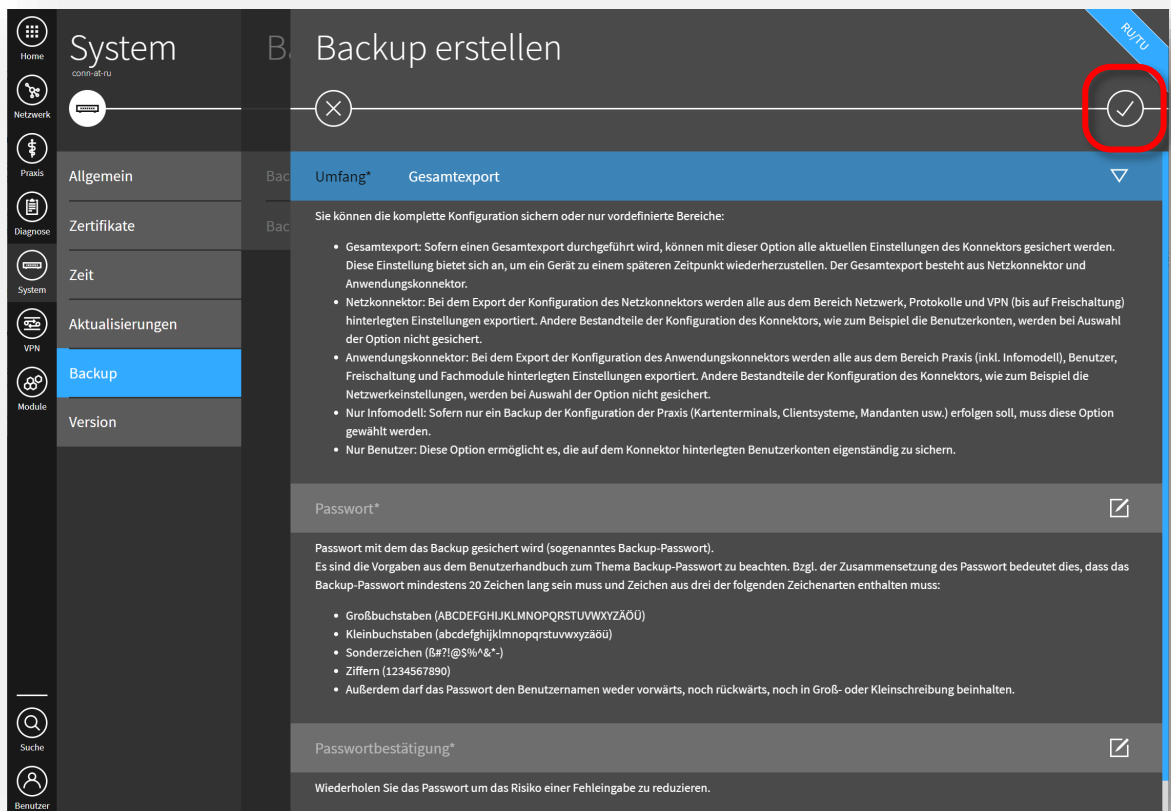 Home
Netzwerk
Praxis
Diagnose
System
VPN
Module
Suche
Benutzer
System
conn-at-ru
Allgemein
Zertifikate
Zeit
Aktualisierungen
Backup
Version
Ba
Bac
Bac
Backup erstellen
RU/TU
Umfang* Gesamtexport
Sie können die komplette Konfiguration sichern oder nur vordefinierte Bereiche:
• Gesamtexport: Sofern einen Gesamtexport durchgeführt wird, können mit dieser Option alle aktuellen Einstellungen des Konnektors gesichert werden.
Diese Einstellung bietet sich an, um ein Gerät zu einem späteren Zeitpunkt wiederherzustellen. Der Gesamtexport besteht aus Netzkonnektor und
Anwendungskonnektor.
• Netzkonnektor: Bei dem Export der Konfiguration des Netzkonnektors werden alle aus dem Bereich Netzwerk, Protokolle und VPN (bis auf Freischaltung)
hinterlegten Einstellungen exportiert. Andere Bestandteile der Konfiguration des Konnektors, wie zum Beispiel die Benutzerkonten, werden bei Auswahl
der Option nicht gesichert.
• Anwendungskonnektor: Bei dem Export der Konfiguration des Anwendungskonnektors werden alle aus dem Bereich Praxis (inkl. Infomodell), Benutzer,
Freischaltung und Fachmodule hinterlegten Einstellungen exportiert. Andere Bestandteile der Konfiguration des Konnektors, wie zum Beispiel die
Netzwerkeinstellungen, werden bei Auswahl der Option nicht gesichert.
• Nur Infomodell: Sofern nur ein Backup der Konfiguration der Praxis (Kartenterminals, Clientsysteme, Mandanten usw.) erfolgen soll, muss diese Option
gewählt werden.
• Nur Benutzer: Diese Option ermöglicht es, die auf dem Konnektor hinterlegten Benutzerkonten eigenständig zu sichern.
Passwort*
Passwort mit dem das Backup gesichert wird (sogenanntes Backup-Passwort).
Es sind die Vorgaben aus dem Benutzerhandbuch zum Thema Backup-Passwort zu beachten. Bzgl. der Zusammensetzung des Passwort bedeutet dies, dass das
Backup-Passwort mindestens 20 Zeichen lang sein muss und Zeichen aus drei der folgenden Zeichenarten enthalten muss:
• Großbuchstaben (ABCDEFGHIJKLMNOPQRSTUVWXYZÄÖÜ)
• Kleinbuchstaben (abcdefghijklmnopqrstuvwxyzäöü)
• Sonderzeichen (ß#?!@$%^&*-)
• Ziffern (1234567890)
• Außerdem darf das Passwort den Benutzernamen weder vorwärts, noch rückwärts, noch in Groß- oder Kleinschreibung beinhalten.
Passwortbestätigung*
Wiederholen Sie das Passwort um das Risiko einer Fehleingabe zu reduzieren.